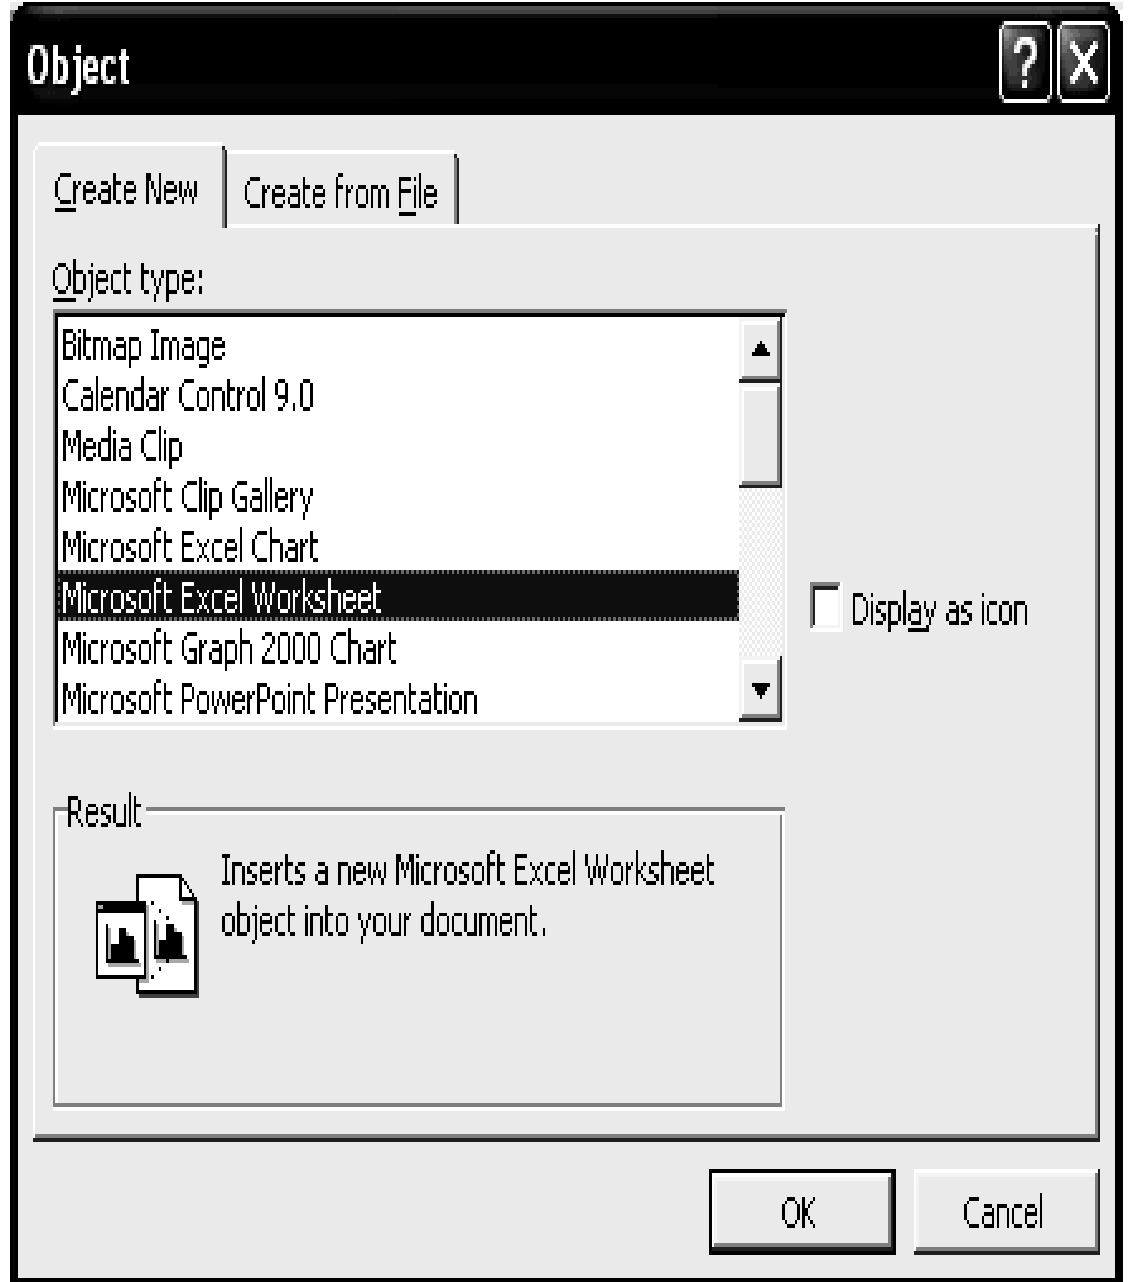 Object
Create New
Create from File
Object type:
Bitmap Image
Calendar Control 9.0
Media Clip
Microsoft Clip Gallery
Microsoft Excel Chart
Microsoft Excel Worksheet
Microsoft Graph 2000 Chart
Microsoft PowerPoint Presentation
Display as icon
Result
Inserts a new Microsoft Excel Worksheet
object into your document.
OK
Cancel